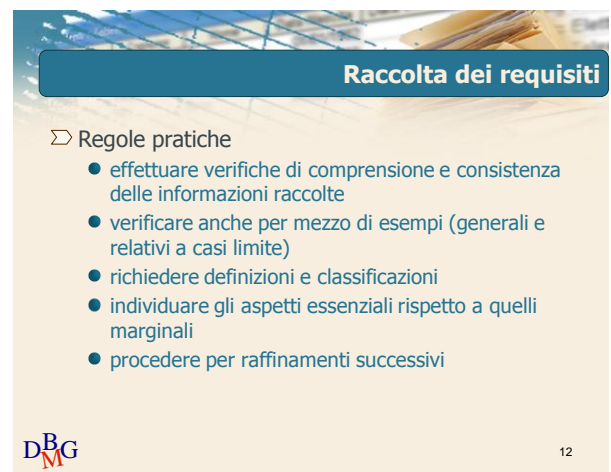 Raccolta dei requisiti
Regole pratiche
effettuare verifiche di comprensione e consistenza
delle informazioni raccolte
verificare anche per mezzo di esempi (generali e
relativi a casi limite)
richiedere definizioni e classificazioni
individuare gli aspetti essenziali rispetto a quelli
marginali
procedere per raffinamenti successivi
DBMG
12